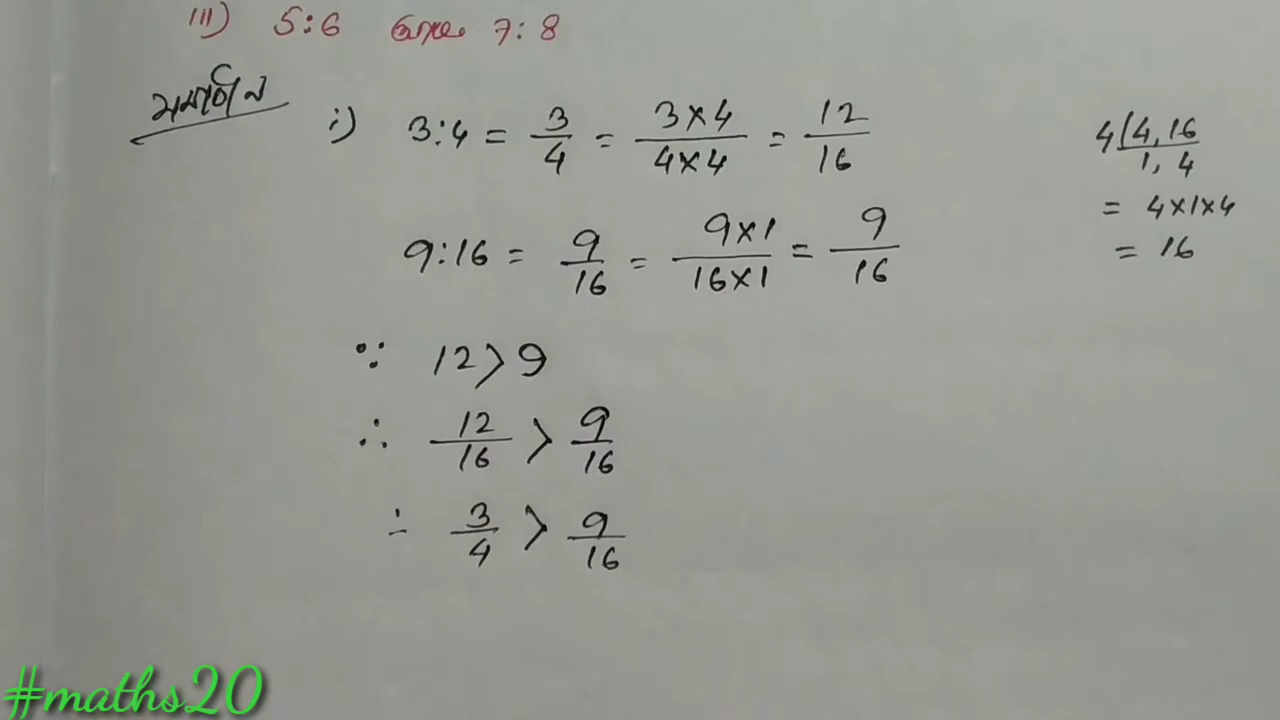 iii) 5:6 আৰু 7:8
সমাধান
i) 3:4 = 3/4 = 3×4/4×4 = 12/16
4 | 4, 16
1, 4
= 4×1×4
= 16
9:16 = 9/16 = 9×1/16×1 = 9/16
∵ 12 > 9
∴ 12/16 > 9/16
∴ 3/4 > 9/16
#maths20